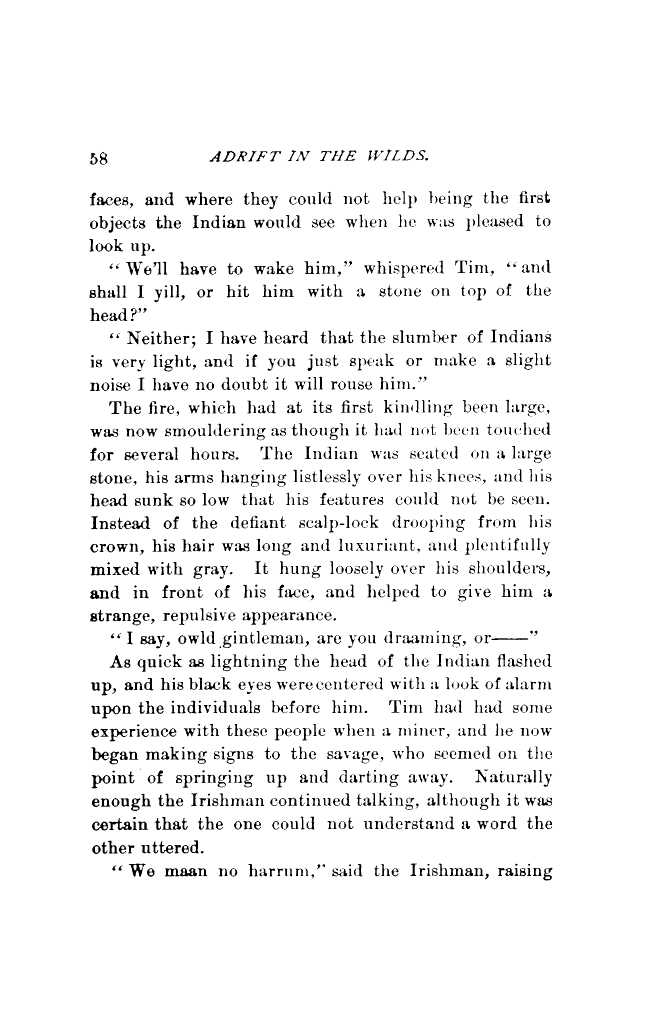 58 ADRIFT IN THE WILDS.
faces, and where they could not help being the first
objects the Indian would see when he was pleased to
look up.
“ We’ll have to wake him,” whispered Tim, “ and
shall I yill, or hit him with a stone on top of the
head?”
“ Neither; I have heard that the slumber of Indians
is very light, and if you just speak or make a slight
noise I have no doubt it will rouse him.”
The fire, which had at its first kindling been large,
was now smouldering as though it had not been touched
for several hours. The Indian was seated on a large
stone, his arms hanging listlessly over his knees, and his
head sunk so low that his features could not be seen.
Instead of the defiant scalp-lock drooping from his
crown, his hair was long and luxuriant, and plentifully
mixed with gray. It hung loosely over his shoulders,
and in front of his face, and helped to give him a
strange, repulsive appearance.
“ I say, owld gintleman, are you draaming, or——”
As quick as lightning the head of the Indian flashed
up, and his black eyes were centered with a look of alarm
upon the individuals before him. Tim had had some
experience with these people when a miner, and he now
began making signs to the savage, who seemed on the
point of springing up and darting away. Naturally
enough the Irishman continued talking, although it was
certain that the one could not understand a word the
other uttered.
“ We maan no harrum,” said the Irishman, raising